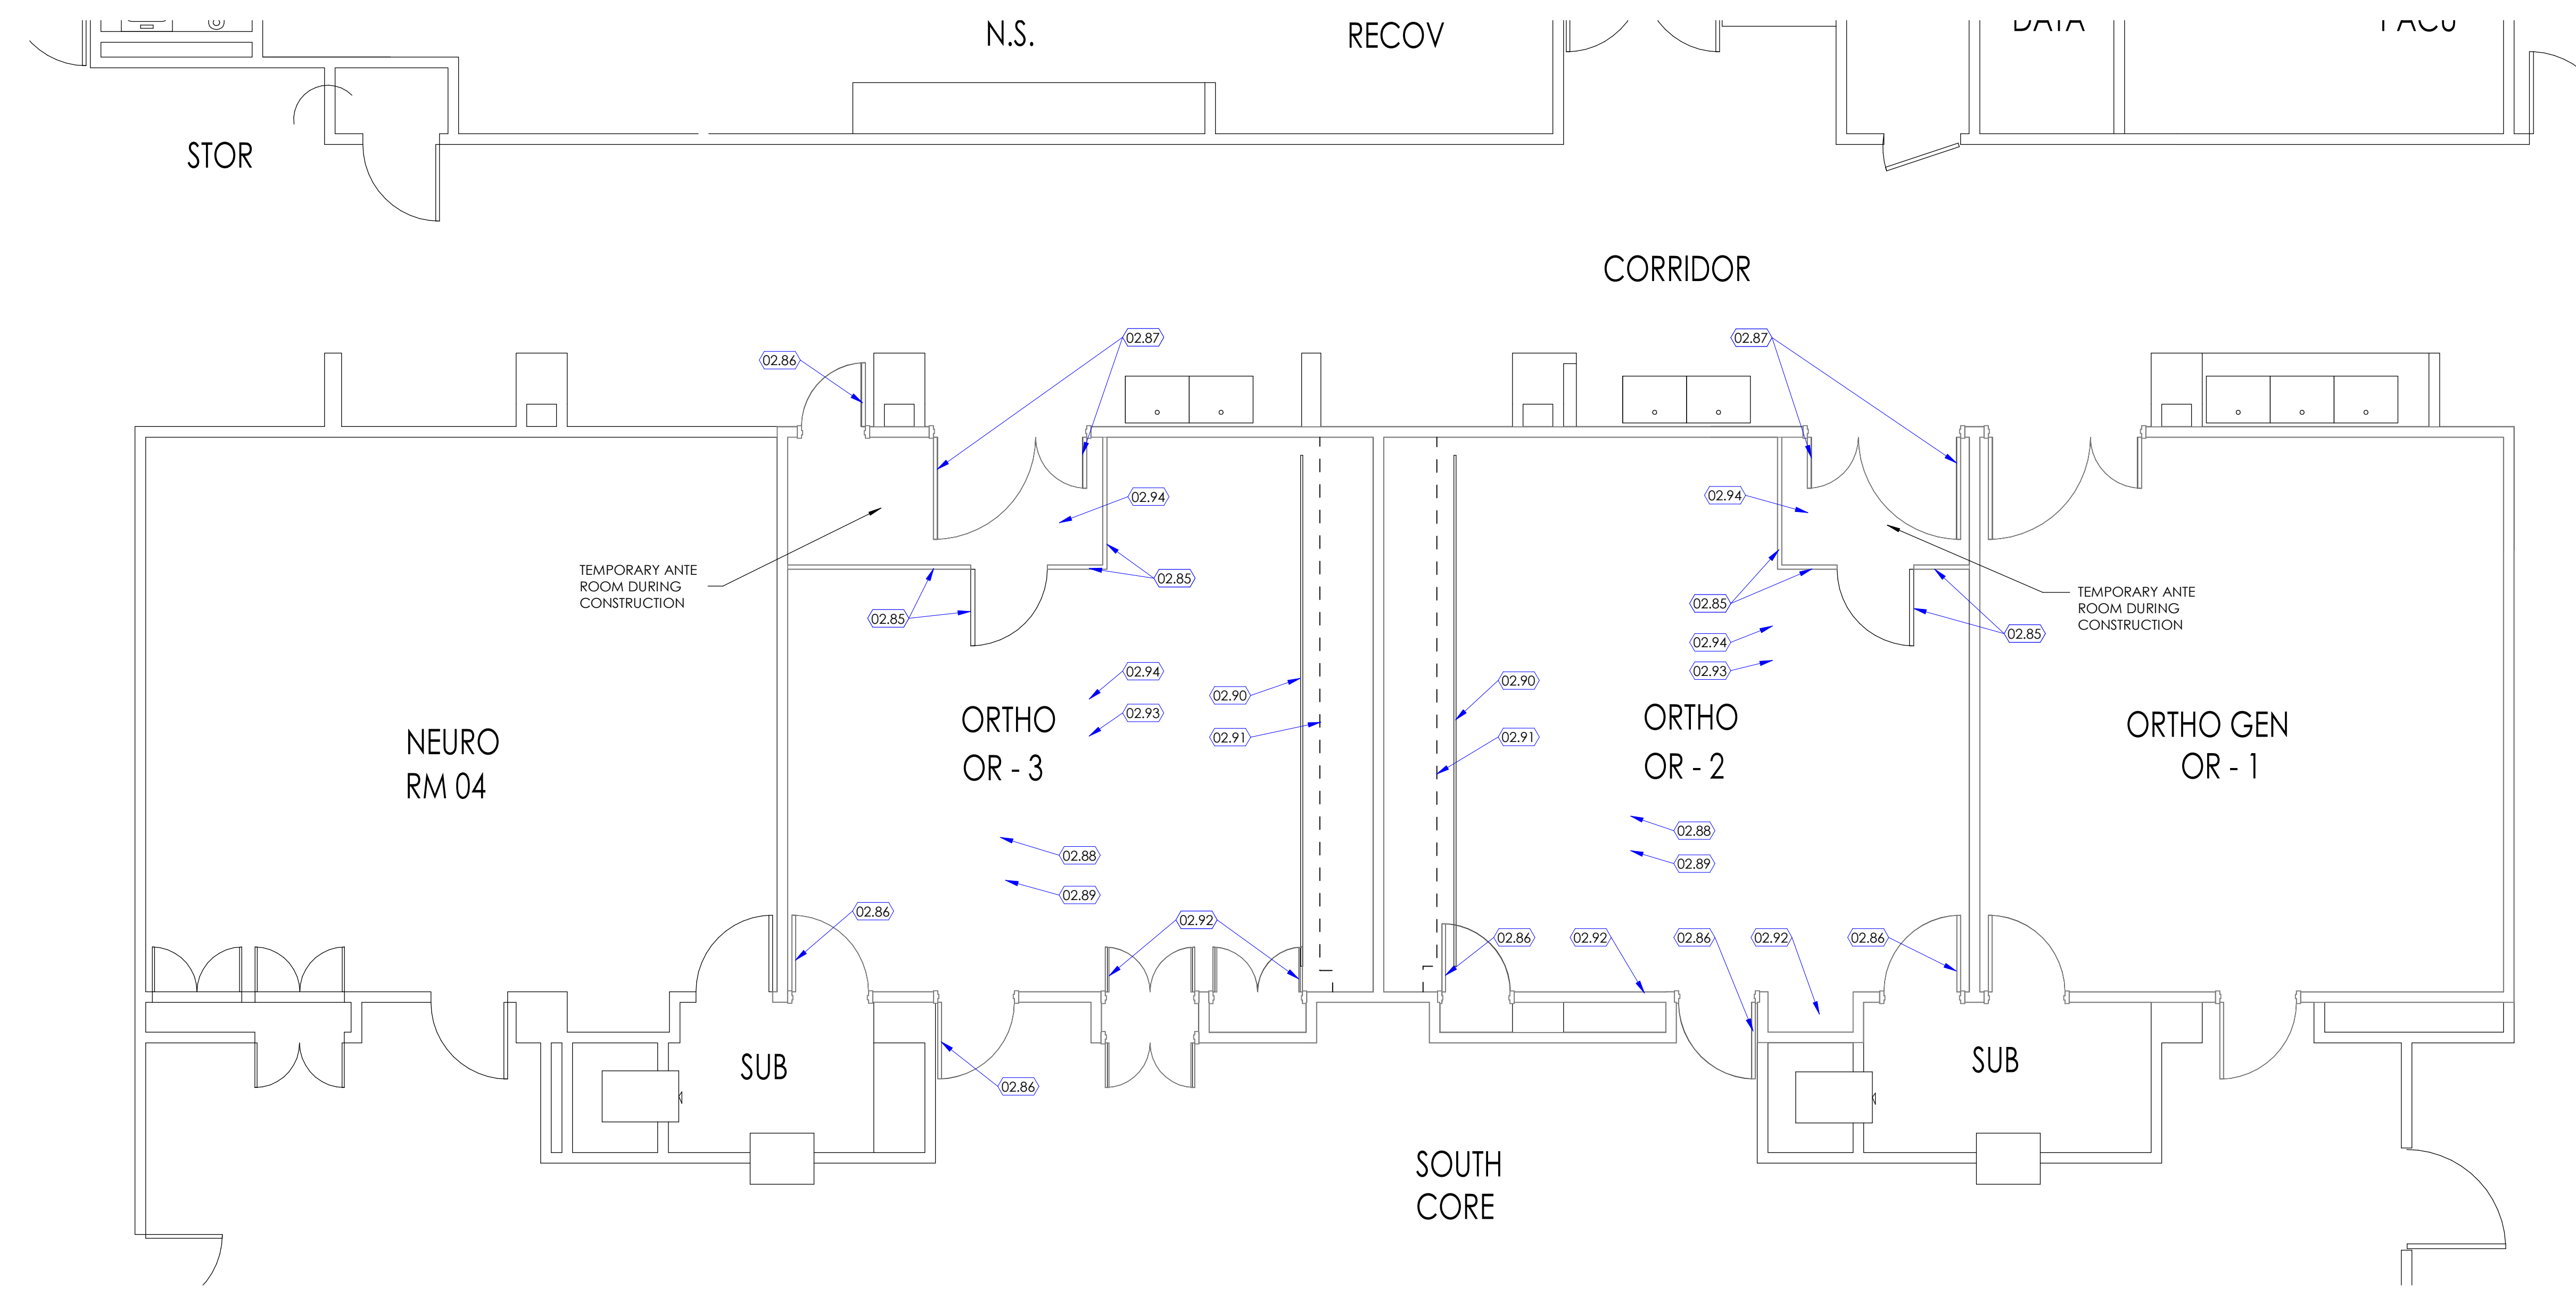 N.S.
RECOV
DATA
PACU
STOR
CORRIDOR
02.87
02.87
02.86
02.94
02.94
TEMPORARY ANTE
ROOM DURING
CONSTRUCTION
02.85
02.85
02.85
02.85
TEMPORARY ANTE
ROOM DURING
CONSTRUCTION
02.94
02.93
02.94
02.93
02.90
02.91
02.90
02.91
NEURO
RM 04
ORTHO
OR - 3
ORTHO
OR - 2
ORTHO GEN
OR - 1
02.88
02.89
02.88
02.89
02.86
02.92
02.86
02.92
02.86
02.92
02.86
SUB
02.86
SUB
SOUTH
CORE